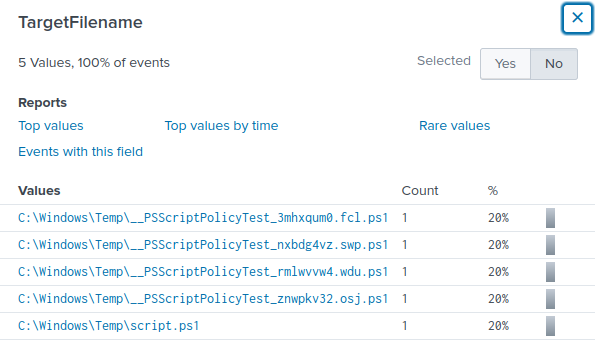 TargetFilename
✕
5 Values, 100% of events
Selected Yes No
Reports
Top values Top values by time Rare values
Events with this field
Values Count %
C:\Windows\Temp\__PSScriptPolicyTest_3mhxqum0.fcl.ps1 1 20%
C:\Windows\Temp\__PSScriptPolicyTest_nxbdg4vz.swp.ps1 1 20%
C:\Windows\Temp\__PSScriptPolicyTest_rmlwvvw4.wdu.ps1 1 20%
C:\Windows\Temp\__PSScriptPolicyTest_znwpkv32.osj.ps1 1 20%
C:\Windows\Temp\script.ps1 1 20%